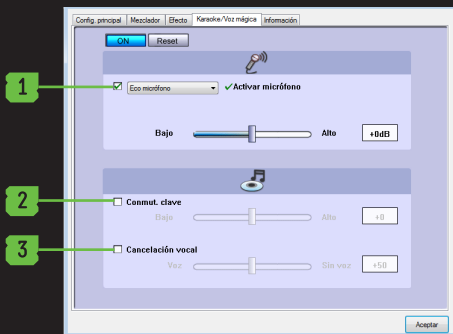 Config. principal Mezclador Efecto Karaoke/Voz mágica Información
ON Reset
1 Eco micrófono Activar micrófono
Bajo Alto +0dB
2 Conmut. clave
Bajo Alto +0
3 Cancelación vocal
Voz Sin voz +50
Aceptar